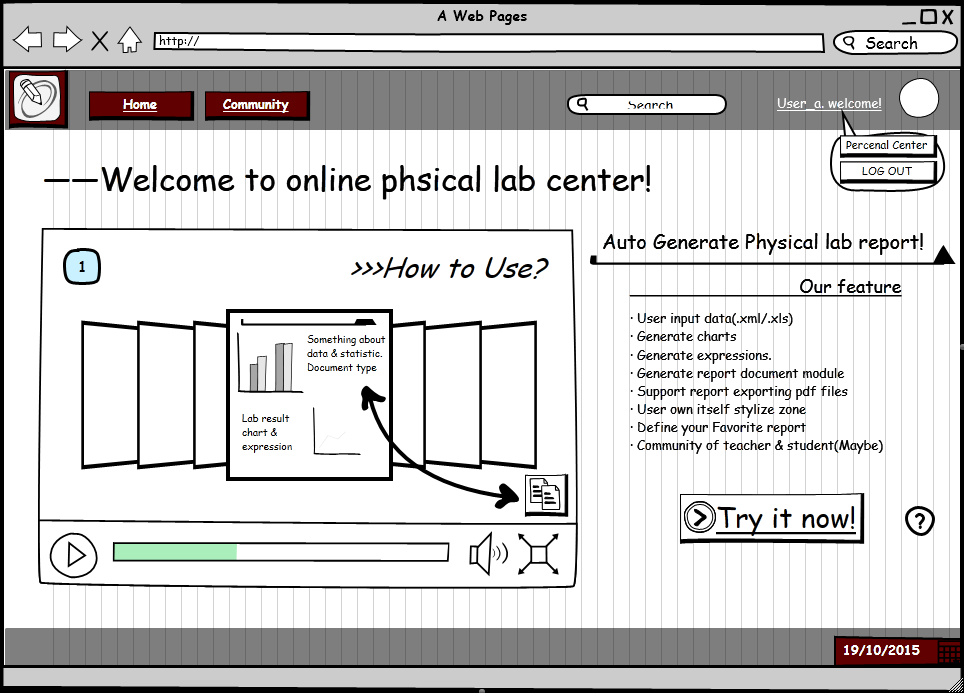 A Web Pages
http://
Search
Home
Community
Search
User_a. welcome!
Percenal Center
LOG OUT
——Welcome to online phsical lab center!
1
>>>How to Use?
Something about
data & statistic.
Document type
Lab result
chart &
expression
Auto Generate Physical lab report!
Our feature
· User input data(.xml/.xls)
· Generate charts
· Generate expressions.
· Generate report document module
· Support report exporting pdf files
· User own itself stylize zone
· Define your Favorite report
· Community of teacher & student(Maybe)
Try it now!
?
19/10/2015